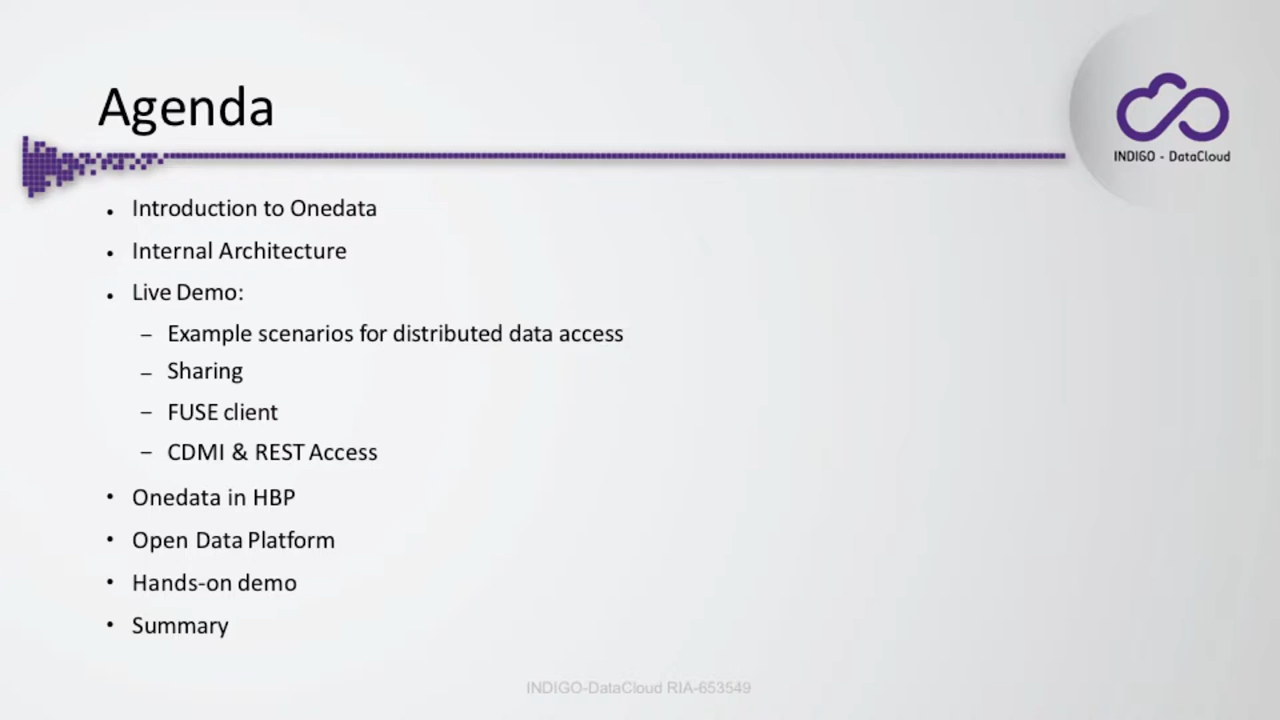 Agenda
INDIGO - DataCloud
• Introduction to Onedata
• Internal Architecture
• Live Demo:
– Example scenarios for distributed data access
– Sharing
– FUSE client
– CDMI & REST Access
• Onedata in HBP
• Open Data Platform
• Hands-on demo
• Summary
INDIGO-DataCloud RIA-653549